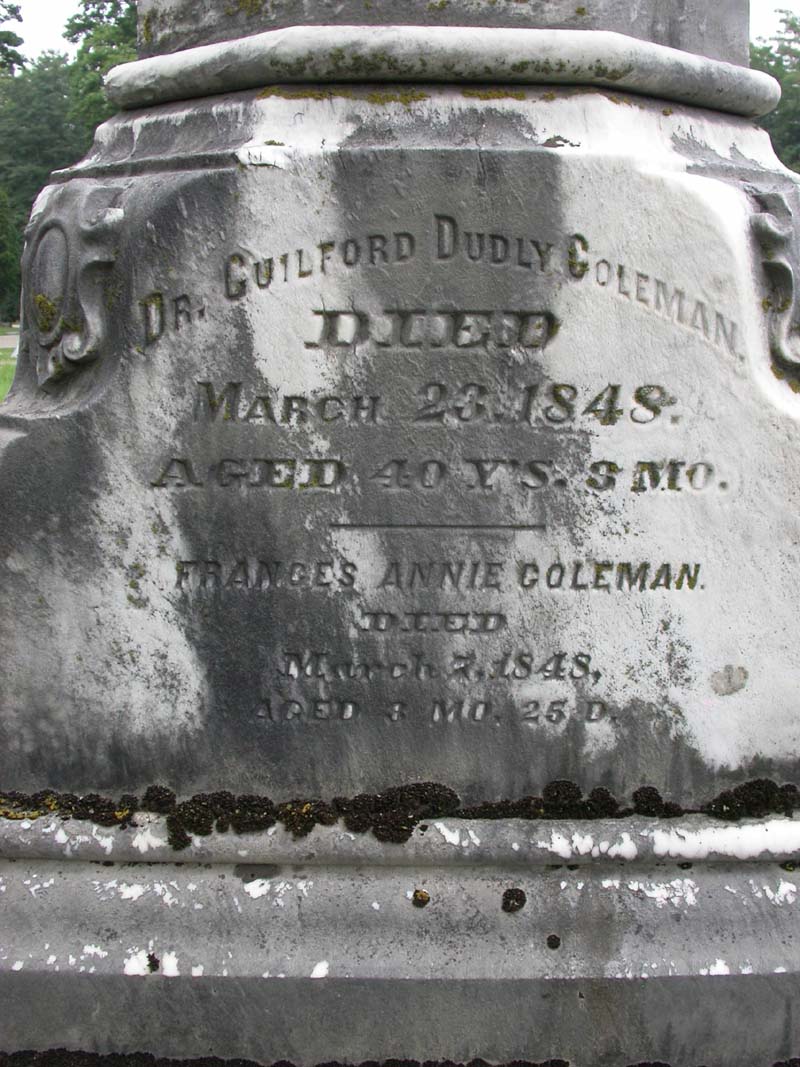 DR. GUILFORD DUDLY COLEMAN.
DIED
MARCH 23. 1848.
AGED 40 Y'S. 3 MO.
FRANCES ANNIE COLEMAN.
DIED
March 7, 1848,
AGED 3 MO. 25 D.